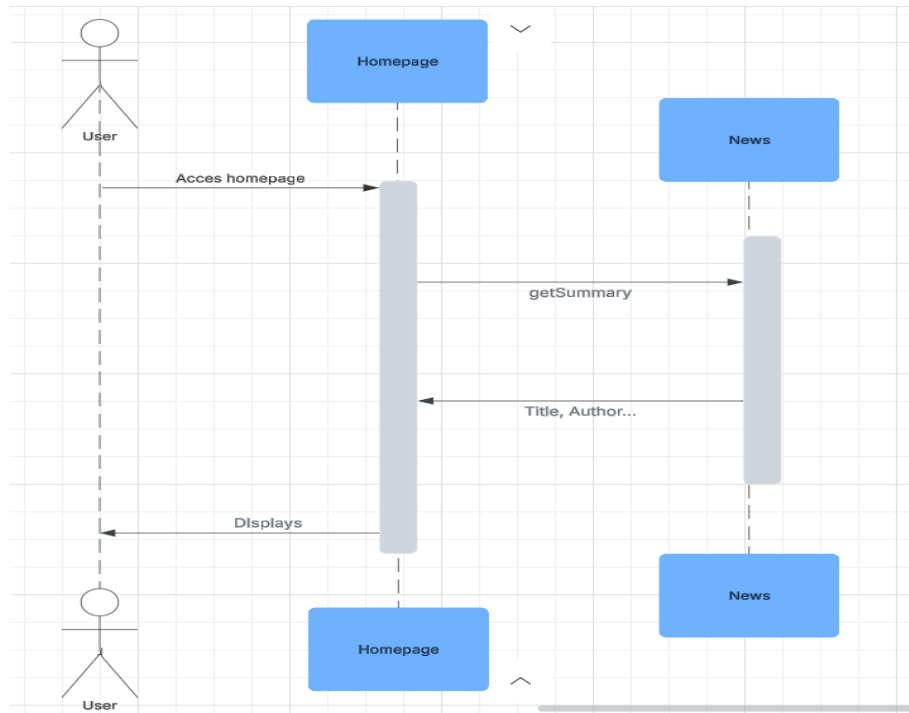 Homepage
User
News
Acces homepage
getSummary
Title, Author...
DIsplays
News
Homepage
User